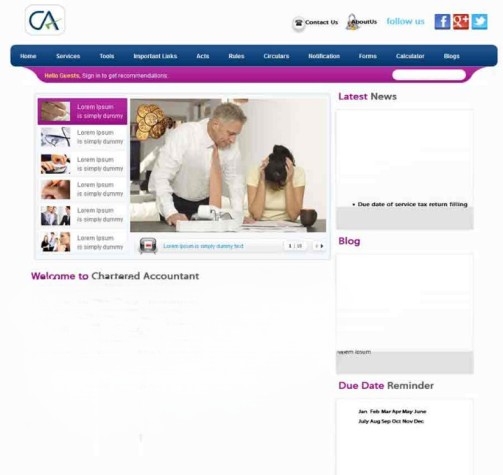 CA
Contact Us AboutUs follow us
Home Services Tools Important Links Acts Rules Circulars Notification Forms Calculator Blogs
Hello Guests, Sign in to get recommendations.
Latest News
Lorem Ipsum
is simply dummy
Lorem Ipsum
is simply dummy
Lorem Ipsum
is simply dummy
Lorem Ipsum
is simply dummy
Lorem Ipsum
is simply dummy
Lorem Ipsum
is simply dummy
Lorem Ipsum is simply dummy text
• Due date of service tax return filling
Blog
Welcome to Chartered Accountant
Ipsum
Due Date Reminder
Jan Feb Mar Apr May June
July Aug Sep Oct Nov Dec